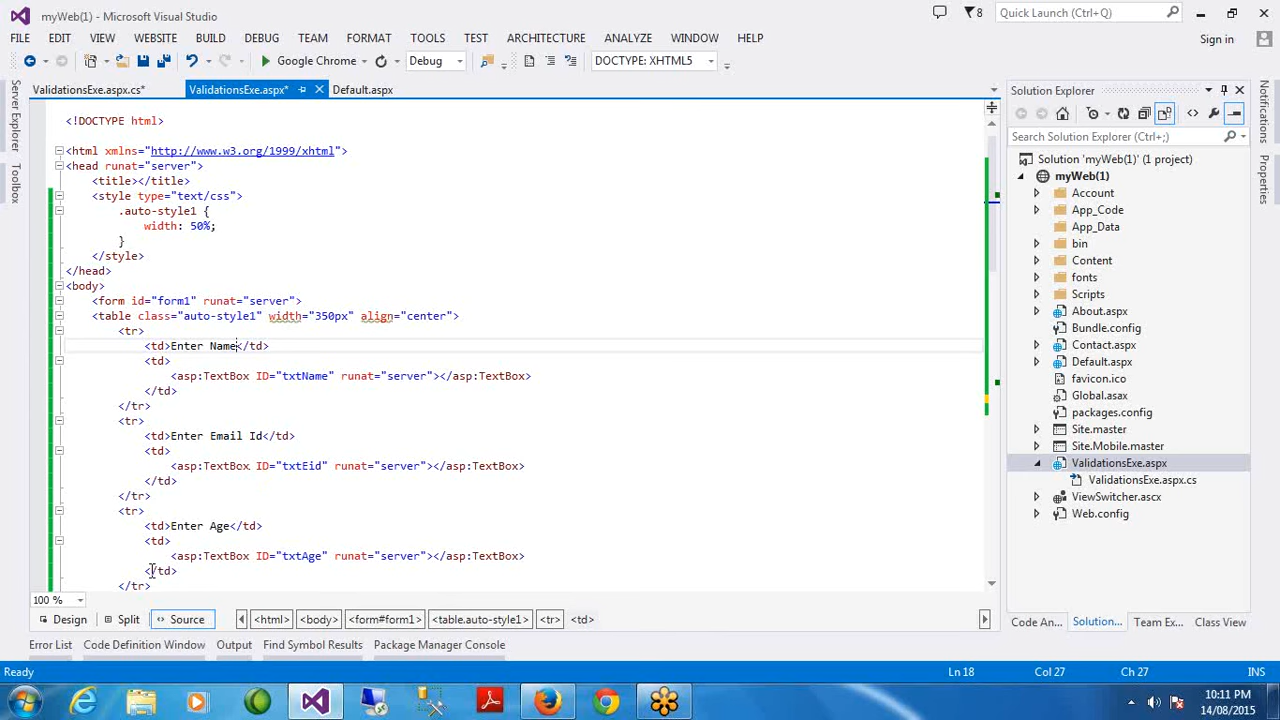 myWeb(1) - Microsoft Visual Studio
8
Quick Launch (Ctrl+Q)
FILE EDIT VIEW WEBSITE BUILD DEBUG TEAM FORMAT TOOLS TEST ARCHITECTURE ANALYZE WINDOW HELP
Sign in
Google Chrome
Debug
DOCTYPE: XHTML5
ValidationsExe.aspx.cs*
ValidationsExe.aspx*
Default.aspx
Server Explorer
Toolbox
<!DOCTYPE html>
<html xmlns="http://www.w3.org/1999/xhtml">
<head runat="server">
<title></title>
<style type="text/css">
.auto-style1 {
width: 50%;
}
</style>
</head>
<body>
<form id="form1" runat="server">
<table class="auto-style1" width="350px" align="center">
<tr>
<td>Enter Name</td>
<td>
<asp:TextBox ID="txtName" runat="server"></asp:TextBox>
</td>
</tr>
<tr>
<td>Enter Email Id</td>
<td>
<asp:TextBox ID="txtEid" runat="server"></asp:TextBox>
</td>
</tr>
<tr>
<td>Enter Age</td>
<td>
<asp:TextBox ID="txtAge" runat="server"></asp:TextBox>
</td>
</tr>
100 %
Design
Split
Source
<html> <body> <form#form1> <table.auto-style1> <tr> <td>
Solution Explorer
Search Solution Explorer (Ctrl+;)
Solution 'myWeb(1)' (1 project)
myWeb(1)
Account
App_Code
App_Data
bin
Content
fonts
Scripts
About.aspx
Bundle.config
Contact.aspx
Default.aspx
favicon.ico
Global.asax
packages.config
Site.master
Site.Mobile.master
ValidationsExe.aspx
ValidationsExe.aspx.cs
ViewSwitcher.ascx
Web.config
Code An...
Solution...
Team Ex...
Class View
Notifications
Properties
Error List
Code Definition Window
Output
Find Symbol Results
Package Manager Console
Ready
Ln 18
Col 27
Ch 27
INS
10:11 PM
14/08/2015